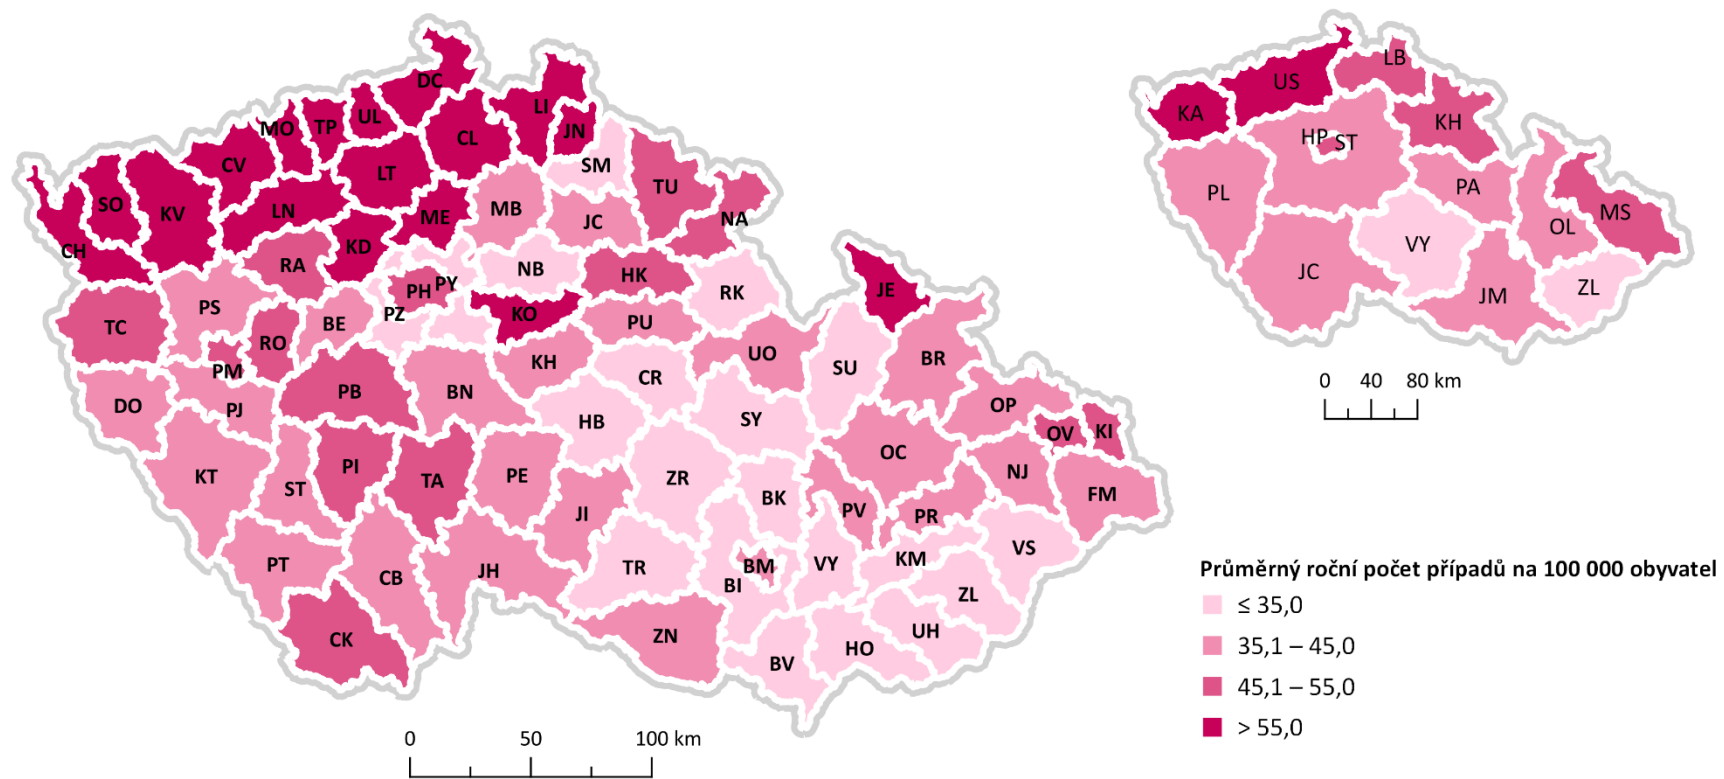 DC
LI
MO
TP
UL
JN
CL
CV
SM
LT
TU
SO
KV
LN
ME
MB
JC
NA
CH
KD
RA
NB
HK
PH
PY
RK
JE
PS
TC
PZ
KO
BE
PU
RO
UO
BR
KH
SU
PM
CR
PB
BN
DO
PJ
OP
HB
SY
OV
KI
OC
KT
PI
TA
PE
ZR
NJ
ST
BK
FM
JI
PV
PR
VS
PT
CB
JH
TR
BM
VY
KM
BI
ZL
CK
ZN
UH
HO
BV
0 50 100 km
LB
US
KA
HP
ST
KH
PL
PA
MS
OL
VY
JC
JM
ZL
0 40 80 km
Průměrný roční počet případů na 100 000 obyvatel
≤ 35,0
35,1 – 45,0
45,1 – 55,0
> 55,0